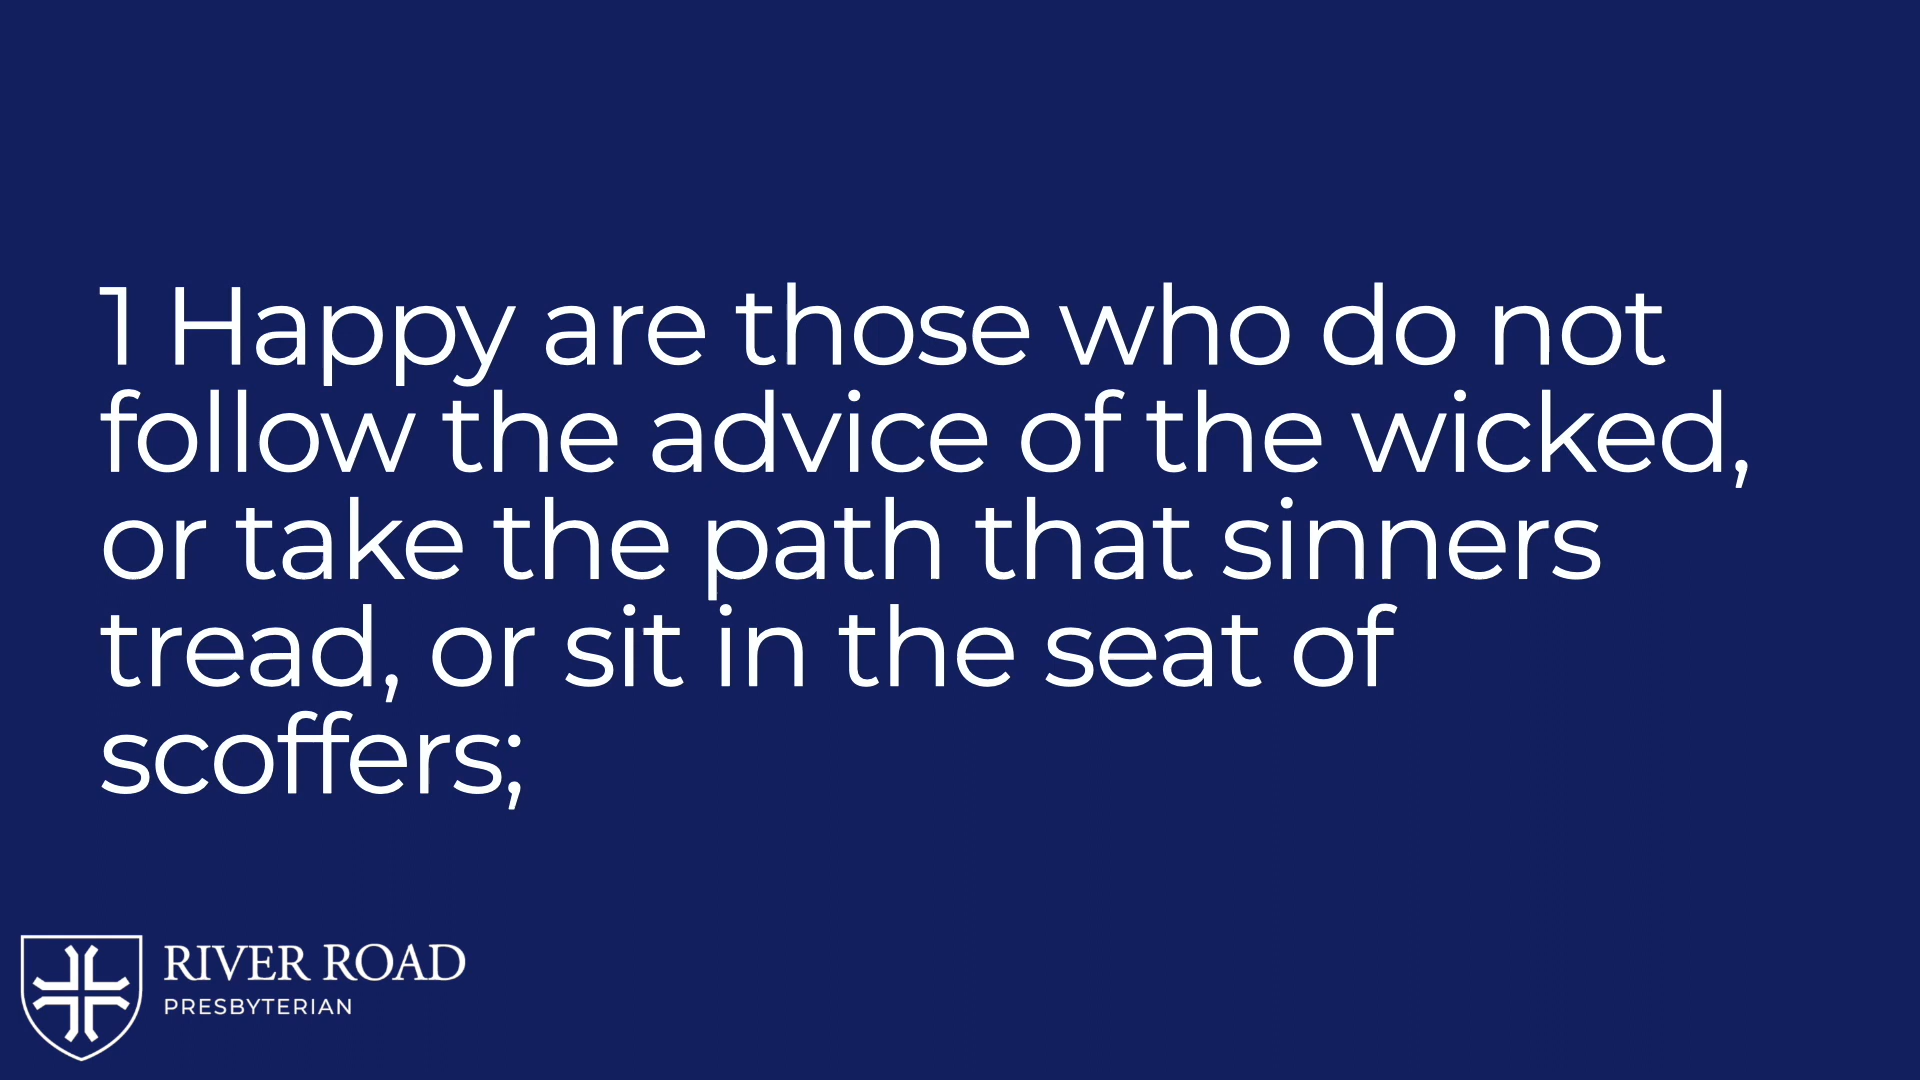 1 Happy are those who do not
follow the advice of the wicked,
or take the path that sinners
tread, or sit in the seat of
scoffers;
RIVER ROAD
PRESBYTERIAN